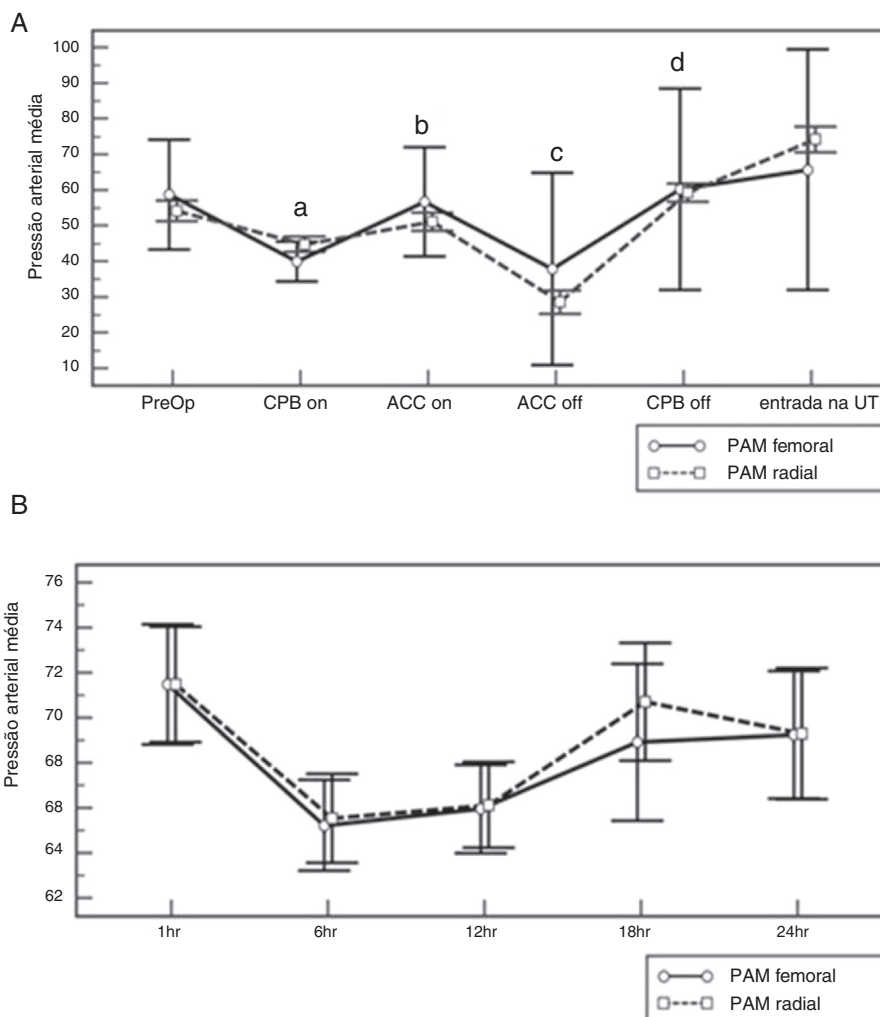 A
Pressão arterial média
100
90
80
70
60
50
40
30
20
10
a
b
c
d
PreOp
CPB on
ACC on
ACC off
CPB off
entrada na UT
PAM femoral
PAM radial
B
Pressão arterial média
76
74
72
70
68
68
64
62
1hr
6hr
12hr
18hr
24hr
PAM femoral
PAM radial